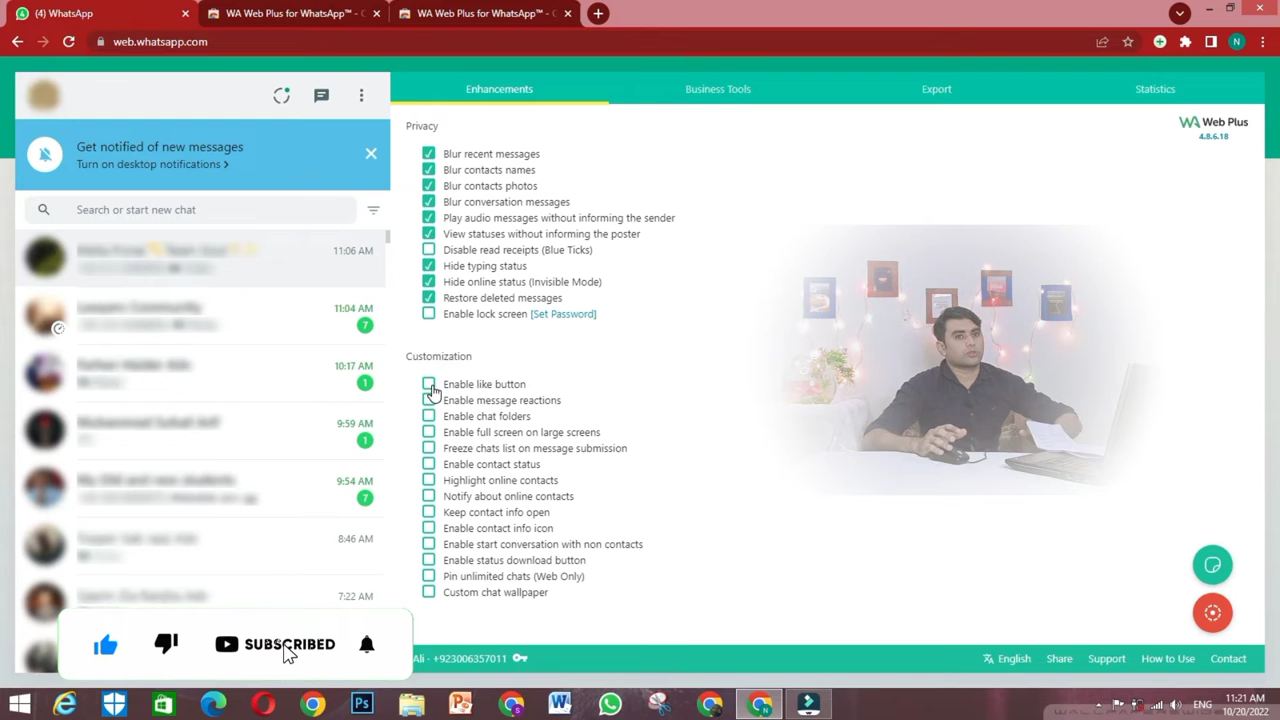 (4) WhatsApp
WA Web Plus for WhatsApp™ - C
WA Web Plus for WhatsApp™ - C
web.whatsapp.com
N
Enhancements
Business Tools
Export
Statistics
Get notified of new messages
Turn on desktop notifications >
Search or start new chat
11:06 AM
11:04 AM
7
10:17 AM
1
9:59 AM
1
9:54 AM
7
8:46 AM
7:22 AM
Privacy
Blur recent messages
Blur contacts names
Blur contacts photos
Blur conversation messages
Play audio messages without informing the sender
View statuses without informing the poster
Disable read receipts (Blue Ticks)
Hide typing status
Hide online status (Invisible Mode)
Restore deleted messages
Enable lock screen [Set Password]
Customization
Enable like button
Enable message reactions
Enable chat folders
Enable full screen on large screens
Freeze chats list on message submission
Enable contact status
Highlight online contacts
Notify about online contacts
Keep contact info open
Enable contact info icon
Enable start conversation with non contacts
Enable status download button
Pin unlimited chats (Web Only)
Custom chat wallpaper
WA Web Plus
4.8.6.18
SUBSCRIBED
Ali - +923006357011
English
Share
Support
How to Use
Contact
ENG
11:21 AM
10/20/2022